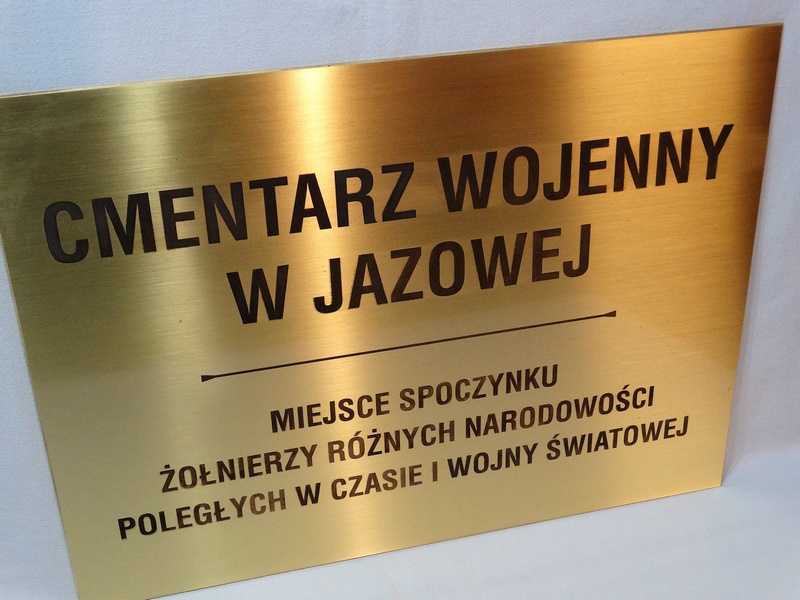 CMENTARZ WOJENNY
W JAZOWEJ
MIEJSCE SPOCZYNKU
ŻOŁNIERZY RÓŻNYCH NARODOWOŚCI
POLEGŁYCH W CZASIE I WOJNY ŚWIATOWEJ